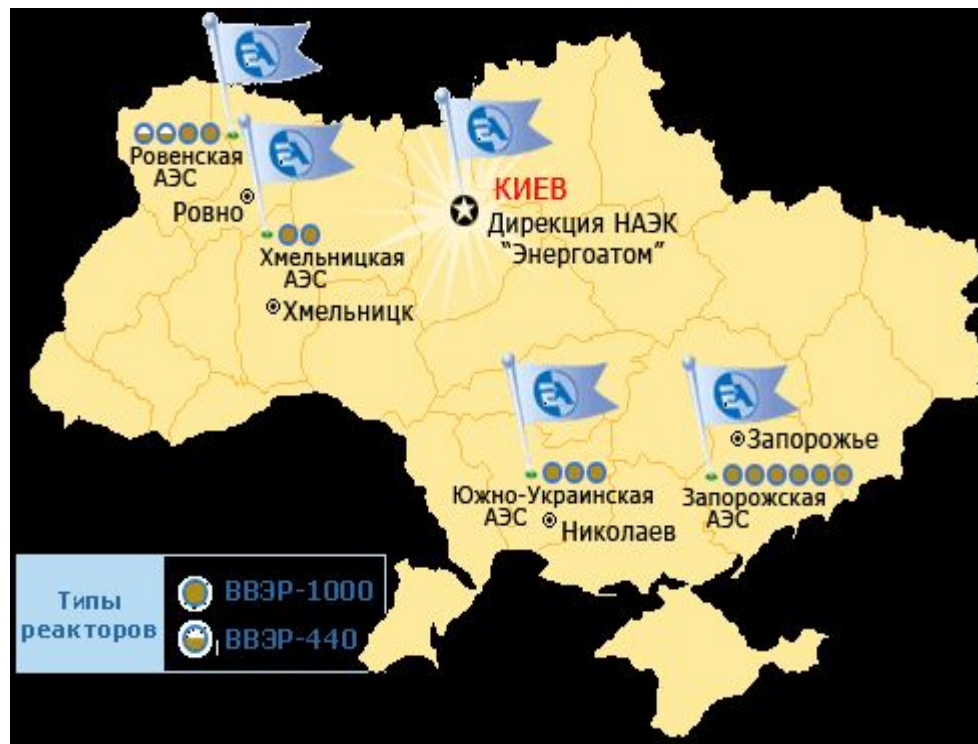 Ровенская
АЭС
Ровно
КИЕВ
Дирекция НАЭК
“Энергоатом”
Хмельницкая
АЭС
Хмельницк
Запорожье
Южно-Украинская
АЭС
Николаев
Запорожская
АЭС
Типы
реакторов
ВВЭР-1000
ВВЭР-440